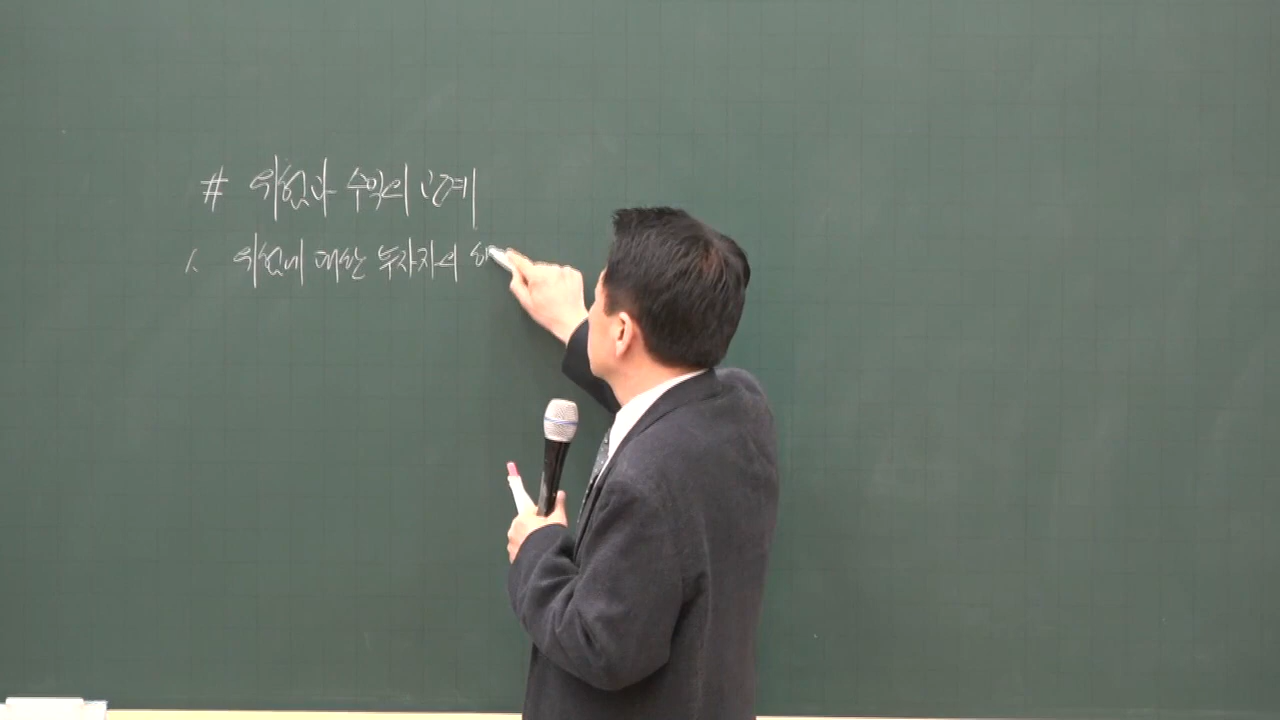 # 위험과 수익의 관계
1. 위험에 대한 투자자의